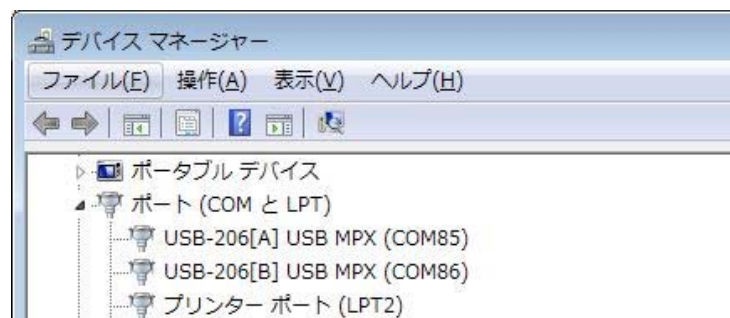 デバイス マネージャー
ファイル(F) 操作(A) 表示(V) ヘルプ(H)
ポータブル デバイス
ポート (COM と LPT)
USB-206[A] USB MPX (COM85)
USB-206[B] USB MPX (COM86)
プリンター ポート (LPT2)